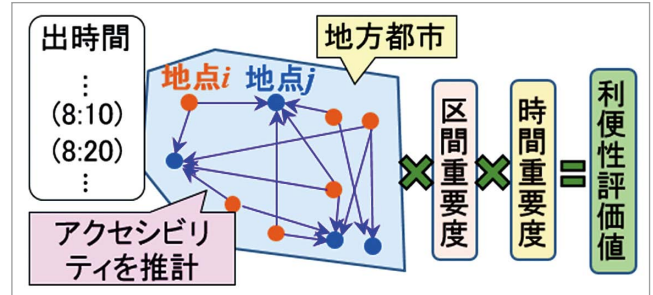 出時間
⋮
(8:10)
(8:20)
⋮
地点i
地点j
地方都市
アクセシビリ
ティを推計
×
区間重要度
×
時間重要度
=
利便性評価値